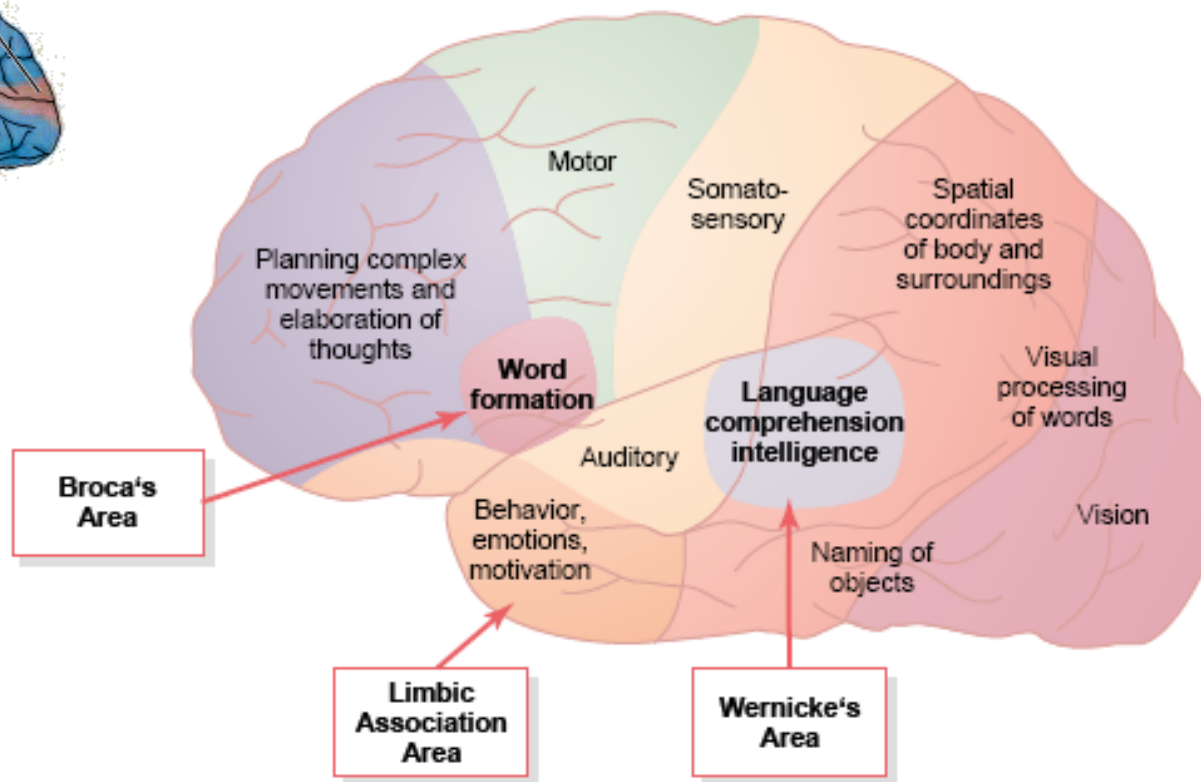 Motor
Somato-
sensory
Spatial
coordinates
of body and
surroundings
Planning complex
movements and
elaboration of
thoughts
Word
formation
Visual
processing
of words
Language
comprehension
intelligence
Auditory
Broca‘s
Area
Behavior,
emotions,
motivation
Vision
Naming of
objects
Limbic
Association
Area
Wernicke‘s
Area